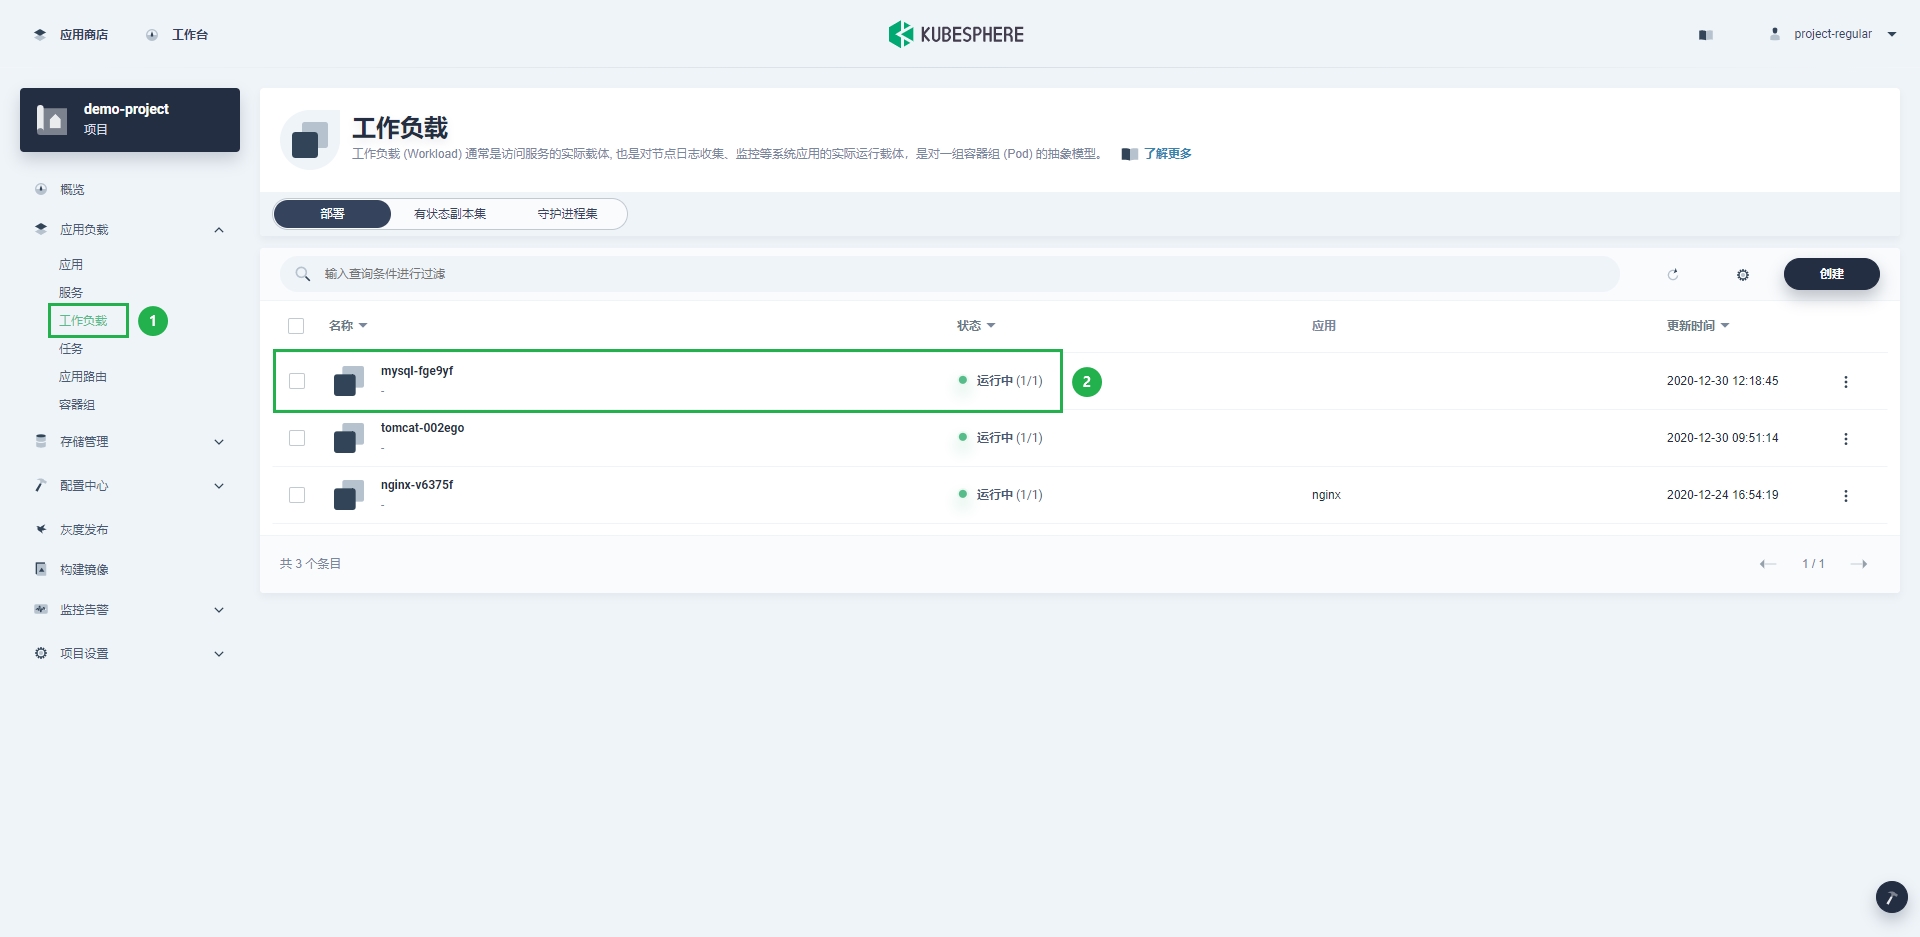 应用商店
工作台
KUBESPHERE
project-regular
demo-project
项目
概览
应用负载
应用
服务
工作负载
1
任务
应用路由
容器组
存储管理
配置中心
灰度发布
构建镜像
监控告警
项目设置
工作负载
工作负载 (Workload) 通常是访问服务的实际载体, 也是对节点日志收集、监控等系统应用的实际运行载体，是对一组容器组 (Pod) 的抽象模型。 了解更多
部署 有状态副本集 守护进程集
输入查询条件进行过滤
创建
名称 状态 应用 更新时间
mysql-fge9yf
-
运行中 (1/1)
2
2020-12-30 12:18:45
tomcat-002ego
-
运行中 (1/1)
2020-12-30 09:51:14
nginx-v6375f
-
运行中 (1/1)
nginx
2020-12-24 16:54:19
共 3 个条目
1 / 1